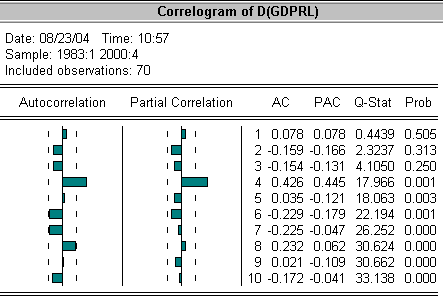 Correlogram of D(GDPRL)
Date: 08/23/04 Time: 10:57
Sample: 1983:1 2000:4
Included observations: 70
Autocorrelation Partial Correlation AC PAC Q-Stat Prob
1 0.078 0.078 0.4439 0.505
2 -0.159 -0.166 2.3237 0.313
3 -0.154 -0.131 4.1050 0.250
4 0.426 0.445 17.966 0.001
5 0.035 -0.121 18.063 0.003
6 -0.229 -0.179 22.194 0.001
7 -0.225 -0.047 26.252 0.000
8 0.232 0.062 30.624 0.000
9 0.021 -0.109 30.662 0.000
10 -0.172 -0.041 33.138 0.000